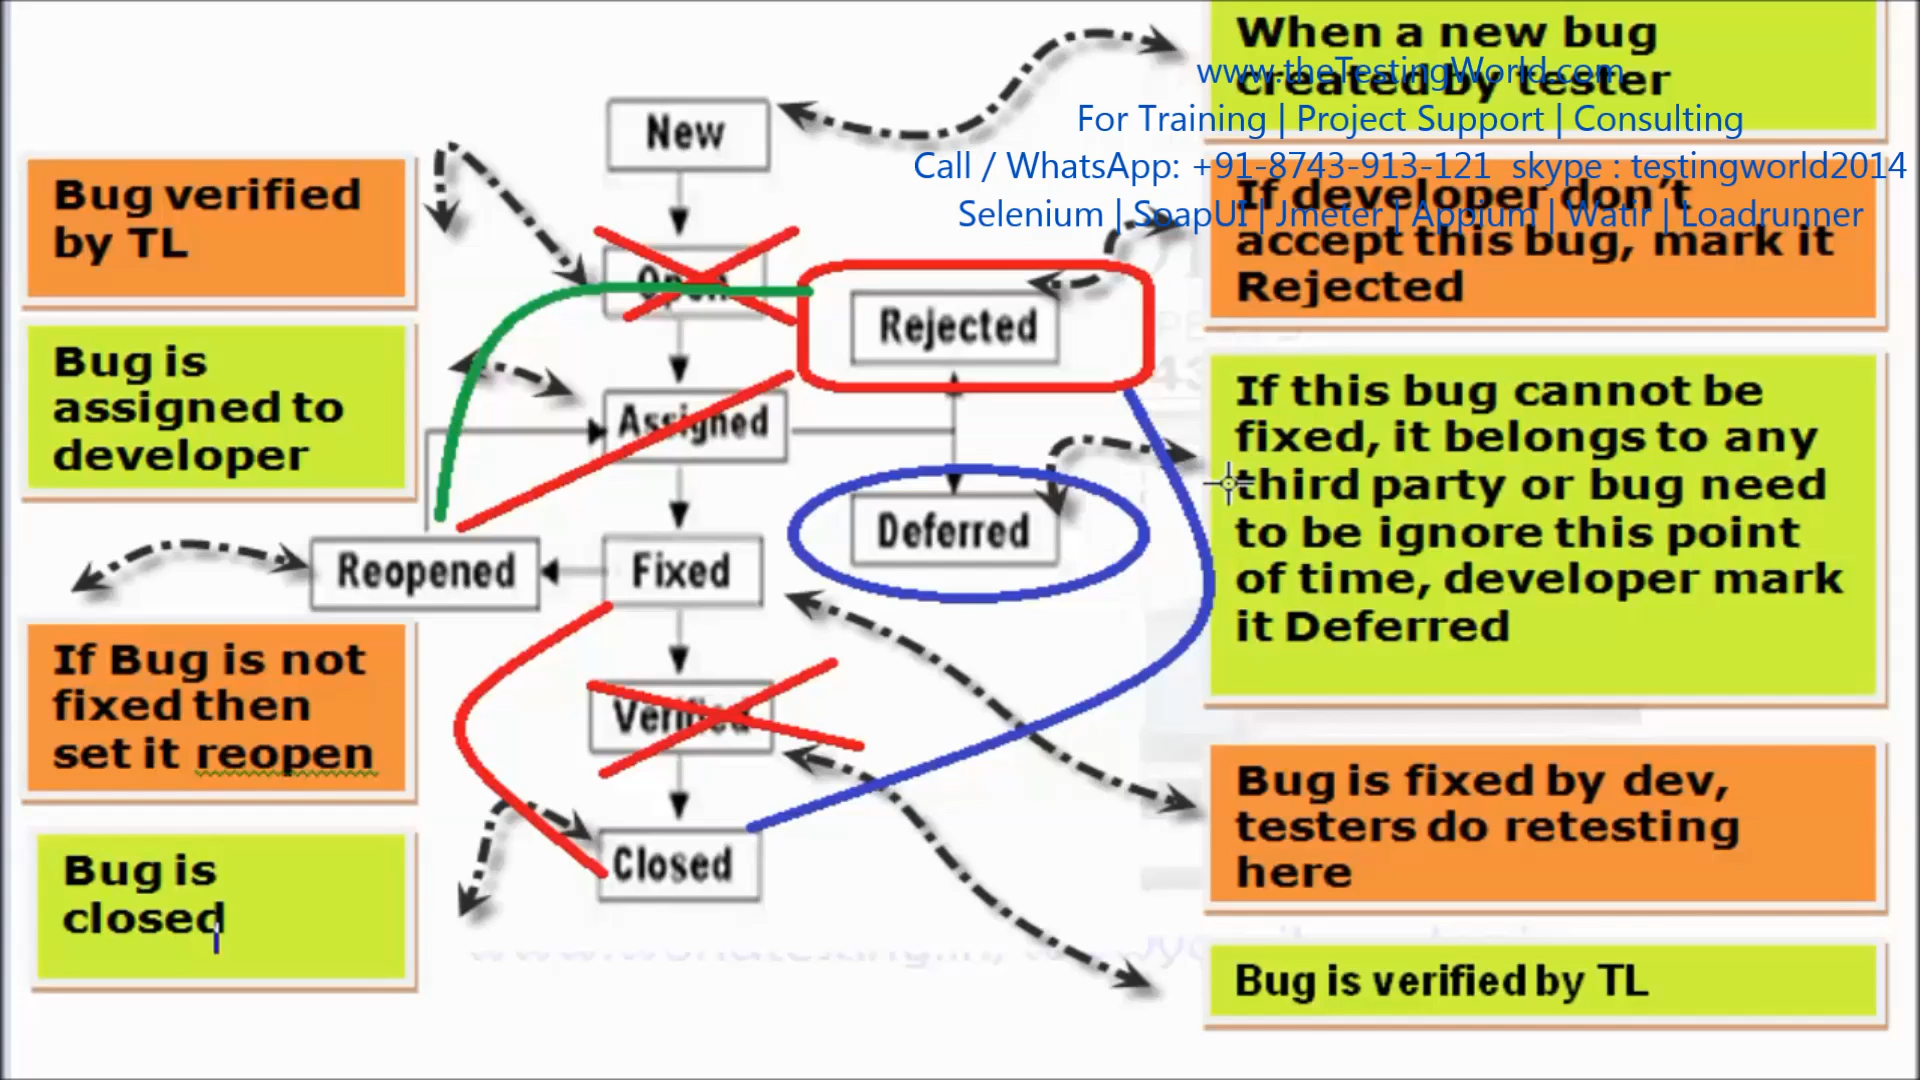 When a new bug
created by tester
www.theTestingWorld.com
For Training | Project Support | Consulting
Call / WhatsApp: +91-8743-913-121 skype : testingworld2014
Selenium | SoapUI | Jmeter | Appium | Watir | Loadrunner
New
Bug verified
by TL
If developer don't
accept this bug, mark it
Rejected
Open
Rejected
Bug is
assigned to
developer
Assigned
If this bug cannot be
fixed, it belongs to any
third party or bug need
to be ignore this point
of time, developer mark
it Deferred
Deferred
Reopened
Fixed
If Bug is not
fixed then
set it reopen
Verified
Bug is fixed by dev,
testers do retesting
here
Bug is
closed
Closed
Bug is verified by TL